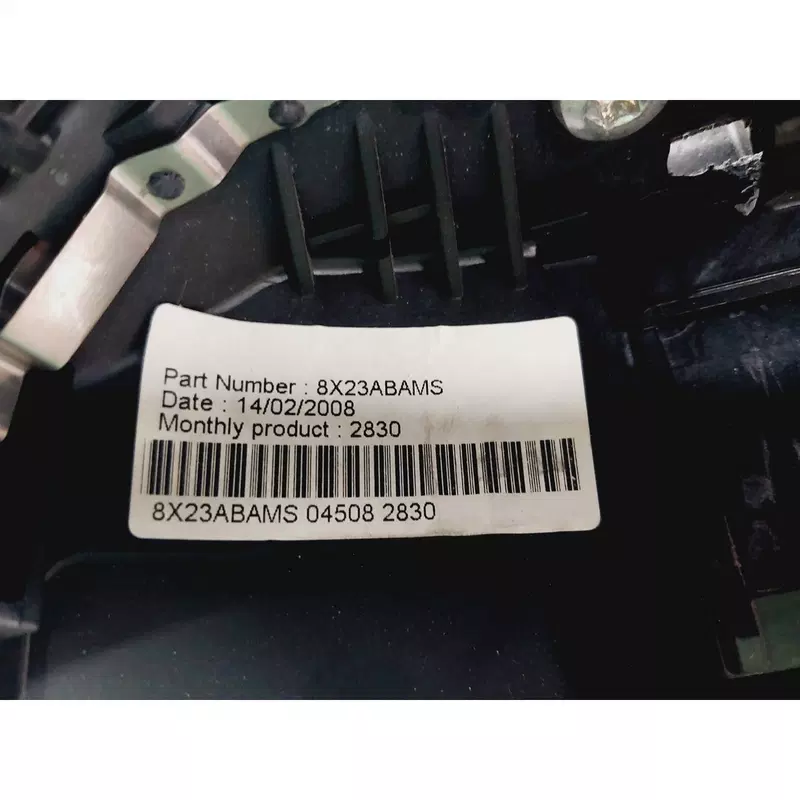 Part Number : 8X23ABAMS
Date : 14/02/2008
Monthly product : 2830
8X23ABAMS 04508 2830